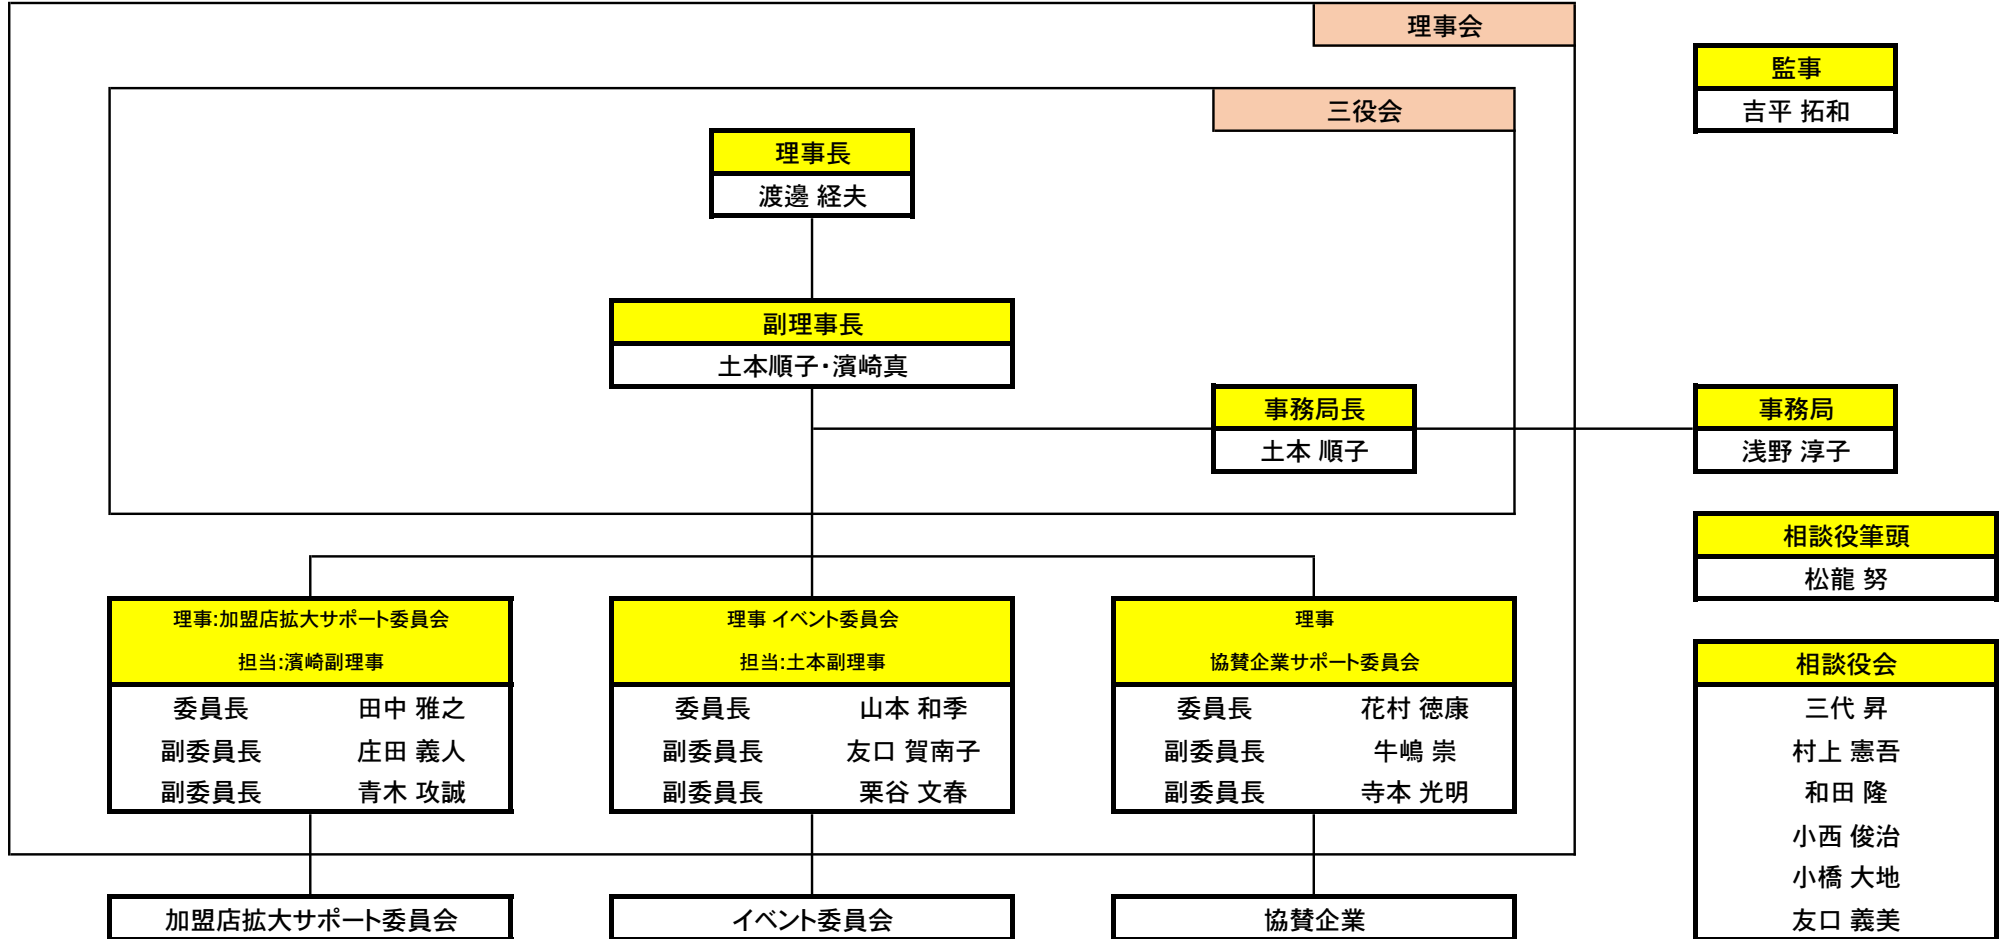 理事会
監事
吉平 拓和
三役会
理事長
渡邊 経夫
副理事長
土本順子・濱崎真
事務局長
土本 順子
事務局
浅野 淳子
相談役筆頭
松龍 努
理事:加盟店拡大サポート委員会
担当:濱崎副理事
委員長 田中 雅之
副委員長 庄田 義人
副委員長 青木 攻誠
理事 イベント委員会
担当:土本副理事
委員長 山本 和季
副委員長 友口 賀南子
副委員長 栗谷 文春
理事
協賛企業サポート委員会
委員長 花村 徳康
副委員長 牛嶋 崇
副委員長 寺本 光明
相談役会
三代 昇
村上 憲吾
和田 隆
小西 俊治
小橋 大地
友口 義美
加盟店拡大サポート委員会
イベント委員会
協賛企業